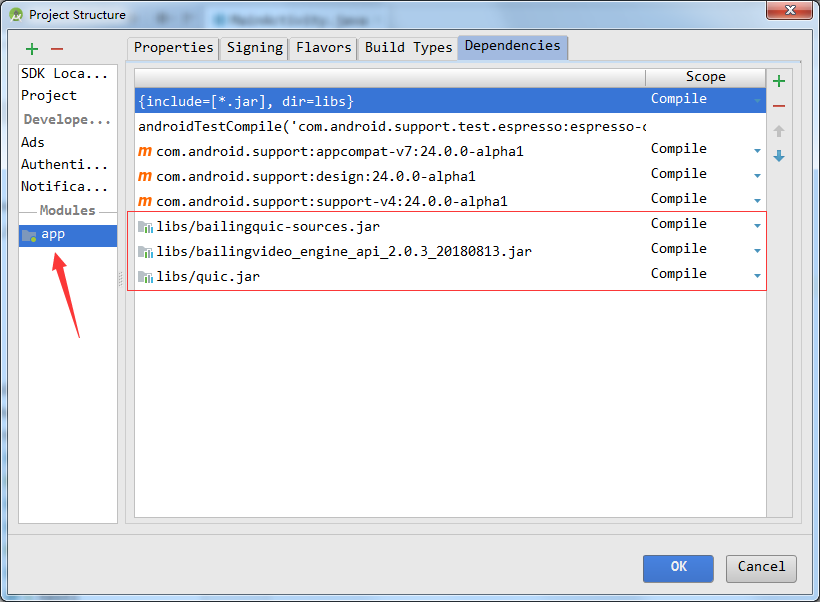 Project Structure
Properties Signing Flavors Build Types Dependencies
SDK Loca...
Project
Develope...
Ads
Authenti...
Notifica...
Modules
app
Scope
{include=[*.jar], dir=libs} Compile
androidTestCompile('com.android.support.test.espresso:espresso-c
m com.android.support:appcompat-v7:24.0.0-alpha1 Compile
m com.android.support:design:24.0.0-alpha1 Compile
m com.android.support:support-v4:24.0.0-alpha1 Compile
libs/bailingquic-sources.jar Compile
libs/bailingvideo_engine_api_2.0.3_20180813.jar Compile
libs/quic.jar Compile
OK Cancel